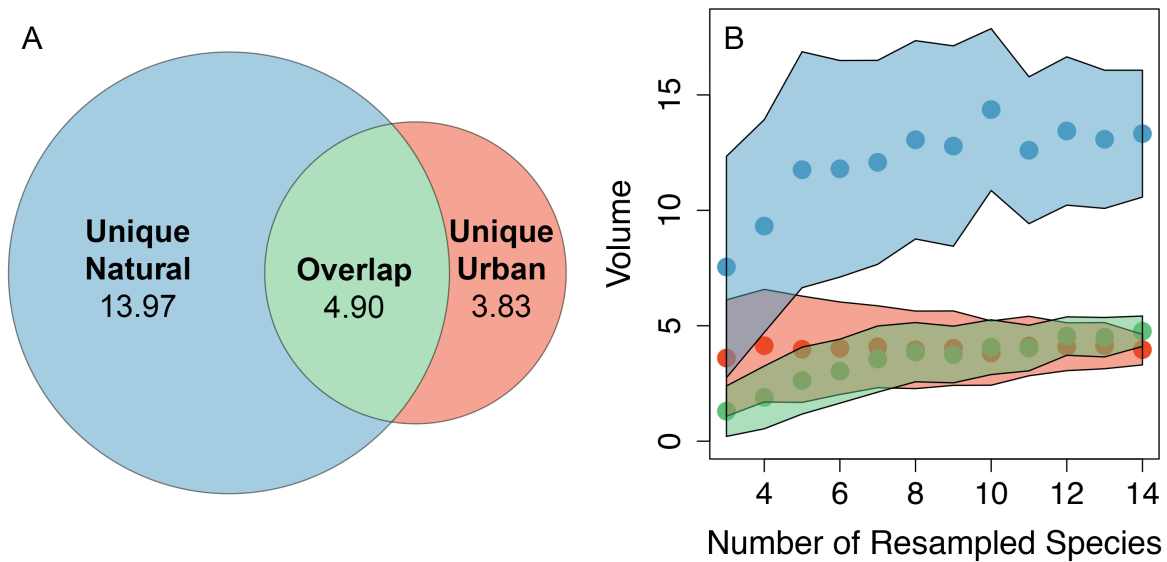 A
Unique
Natural
13.97
Overlap
4.90
Unique
Urban
3.83
B
Volume
15
10
5
0
4 6 8 10 12 14
Number of Resampled Species